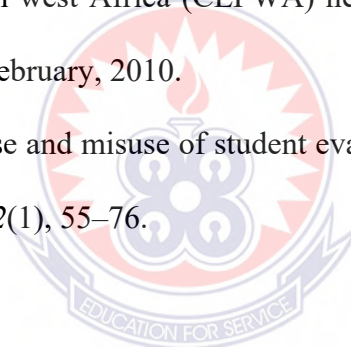 west Africa (CEPWA) he
ebruary, 2010.
se and misuse of student eva
2(1), 55–76.
EDUCATION FOR SERVICE